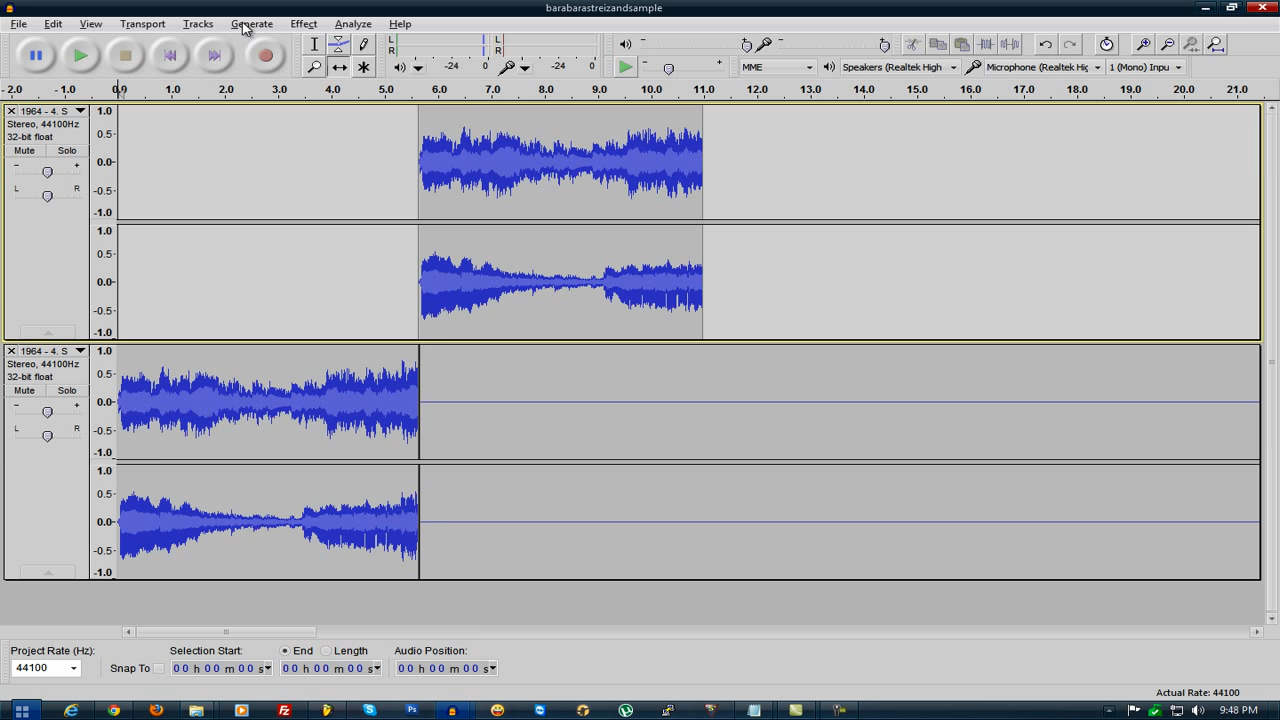 barabarastreizandsample
File Edit View Transport Tracks Generate Effect Analyze Help
L R -24 0 L R -24 0
MME Speakers (Realtek High Microphone (Realtek Hig 1 (Mono) Inpu
- 2.0 -1.0 0.0 1.0 2.0 3.0 4.0 5.0 6.0 7.0 8.0 9.0 10.0 11.0 12.0 13.0 14.0 15.0 16.0 17.0 18.0 19.0 20.0 21.0
1964 - 4. S
Stereo, 44100Hz
32-bit float
Mute Solo
- +
L R
1.0
0.5-
0.0-
-0.5-
-1.0
1.0
0.5-
0.0-
-0.5-
-1.0
1964 - 4. S
Stereo, 44100Hz
32-bit float
Mute Solo
- +
L R
1.0
0.5-
0.0-
-0.5-
-1.0
1.0
0.5-
0.0-
-0.5-
-1.0
Project Rate (Hz): Selection Start: End Length Audio Position:
44100 Snap To 00 h 00 m 00 s 00 h 00 m 00 s 00 h 00 m 00 s
Actual Rate: 44100
9:48 PM